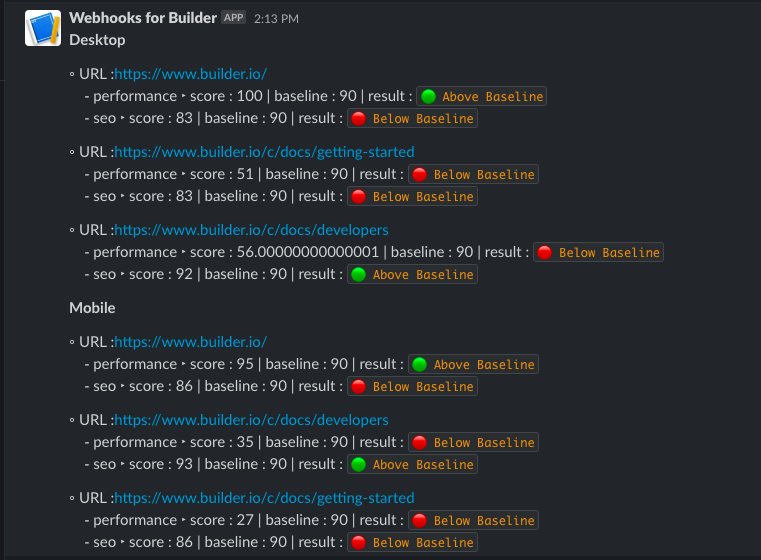 Webhooks for Builder APP 2:13 PM
Desktop
◦ URL :https://www.builder.io/
- performance ‣ score : 100 | baseline : 90 | result : 🟢 Above Baseline
- seo ‣ score : 83 | baseline : 90 | result : 🔴 Below Baseline
◦ URL :https://www.builder.io/c/docs/getting-started
- performance ‣ score : 51 | baseline : 90 | result : 🔴 Below Baseline
- seo ‣ score : 83 | baseline : 90 | result : 🔴 Below Baseline
◦ URL :https://www.builder.io/c/docs/developers
- performance ‣ score : 56.00000000000001 | baseline : 90 | result : 🔴 Below Baseline
- seo ‣ score : 92 | baseline : 90 | result : 🟢 Above Baseline
Mobile
◦ URL :https://www.builder.io/
- performance ‣ score : 95 | baseline : 90 | result : 🟢 Above Baseline
- seo ‣ score : 86 | baseline : 90 | result : 🔴 Below Baseline
◦ URL :https://www.builder.io/c/docs/developers
- performance ‣ score : 35 | baseline : 90 | result : 🔴 Below Baseline
- seo ‣ score : 93 | baseline : 90 | result : 🟢 Above Baseline
◦ URL :https://www.builder.io/c/docs/getting-started
- performance ‣ score : 27 | baseline : 90 | result : 🔴 Below Baseline
- seo ‣ score : 86 | baseline : 90 | result : 🔴 Below Baseline